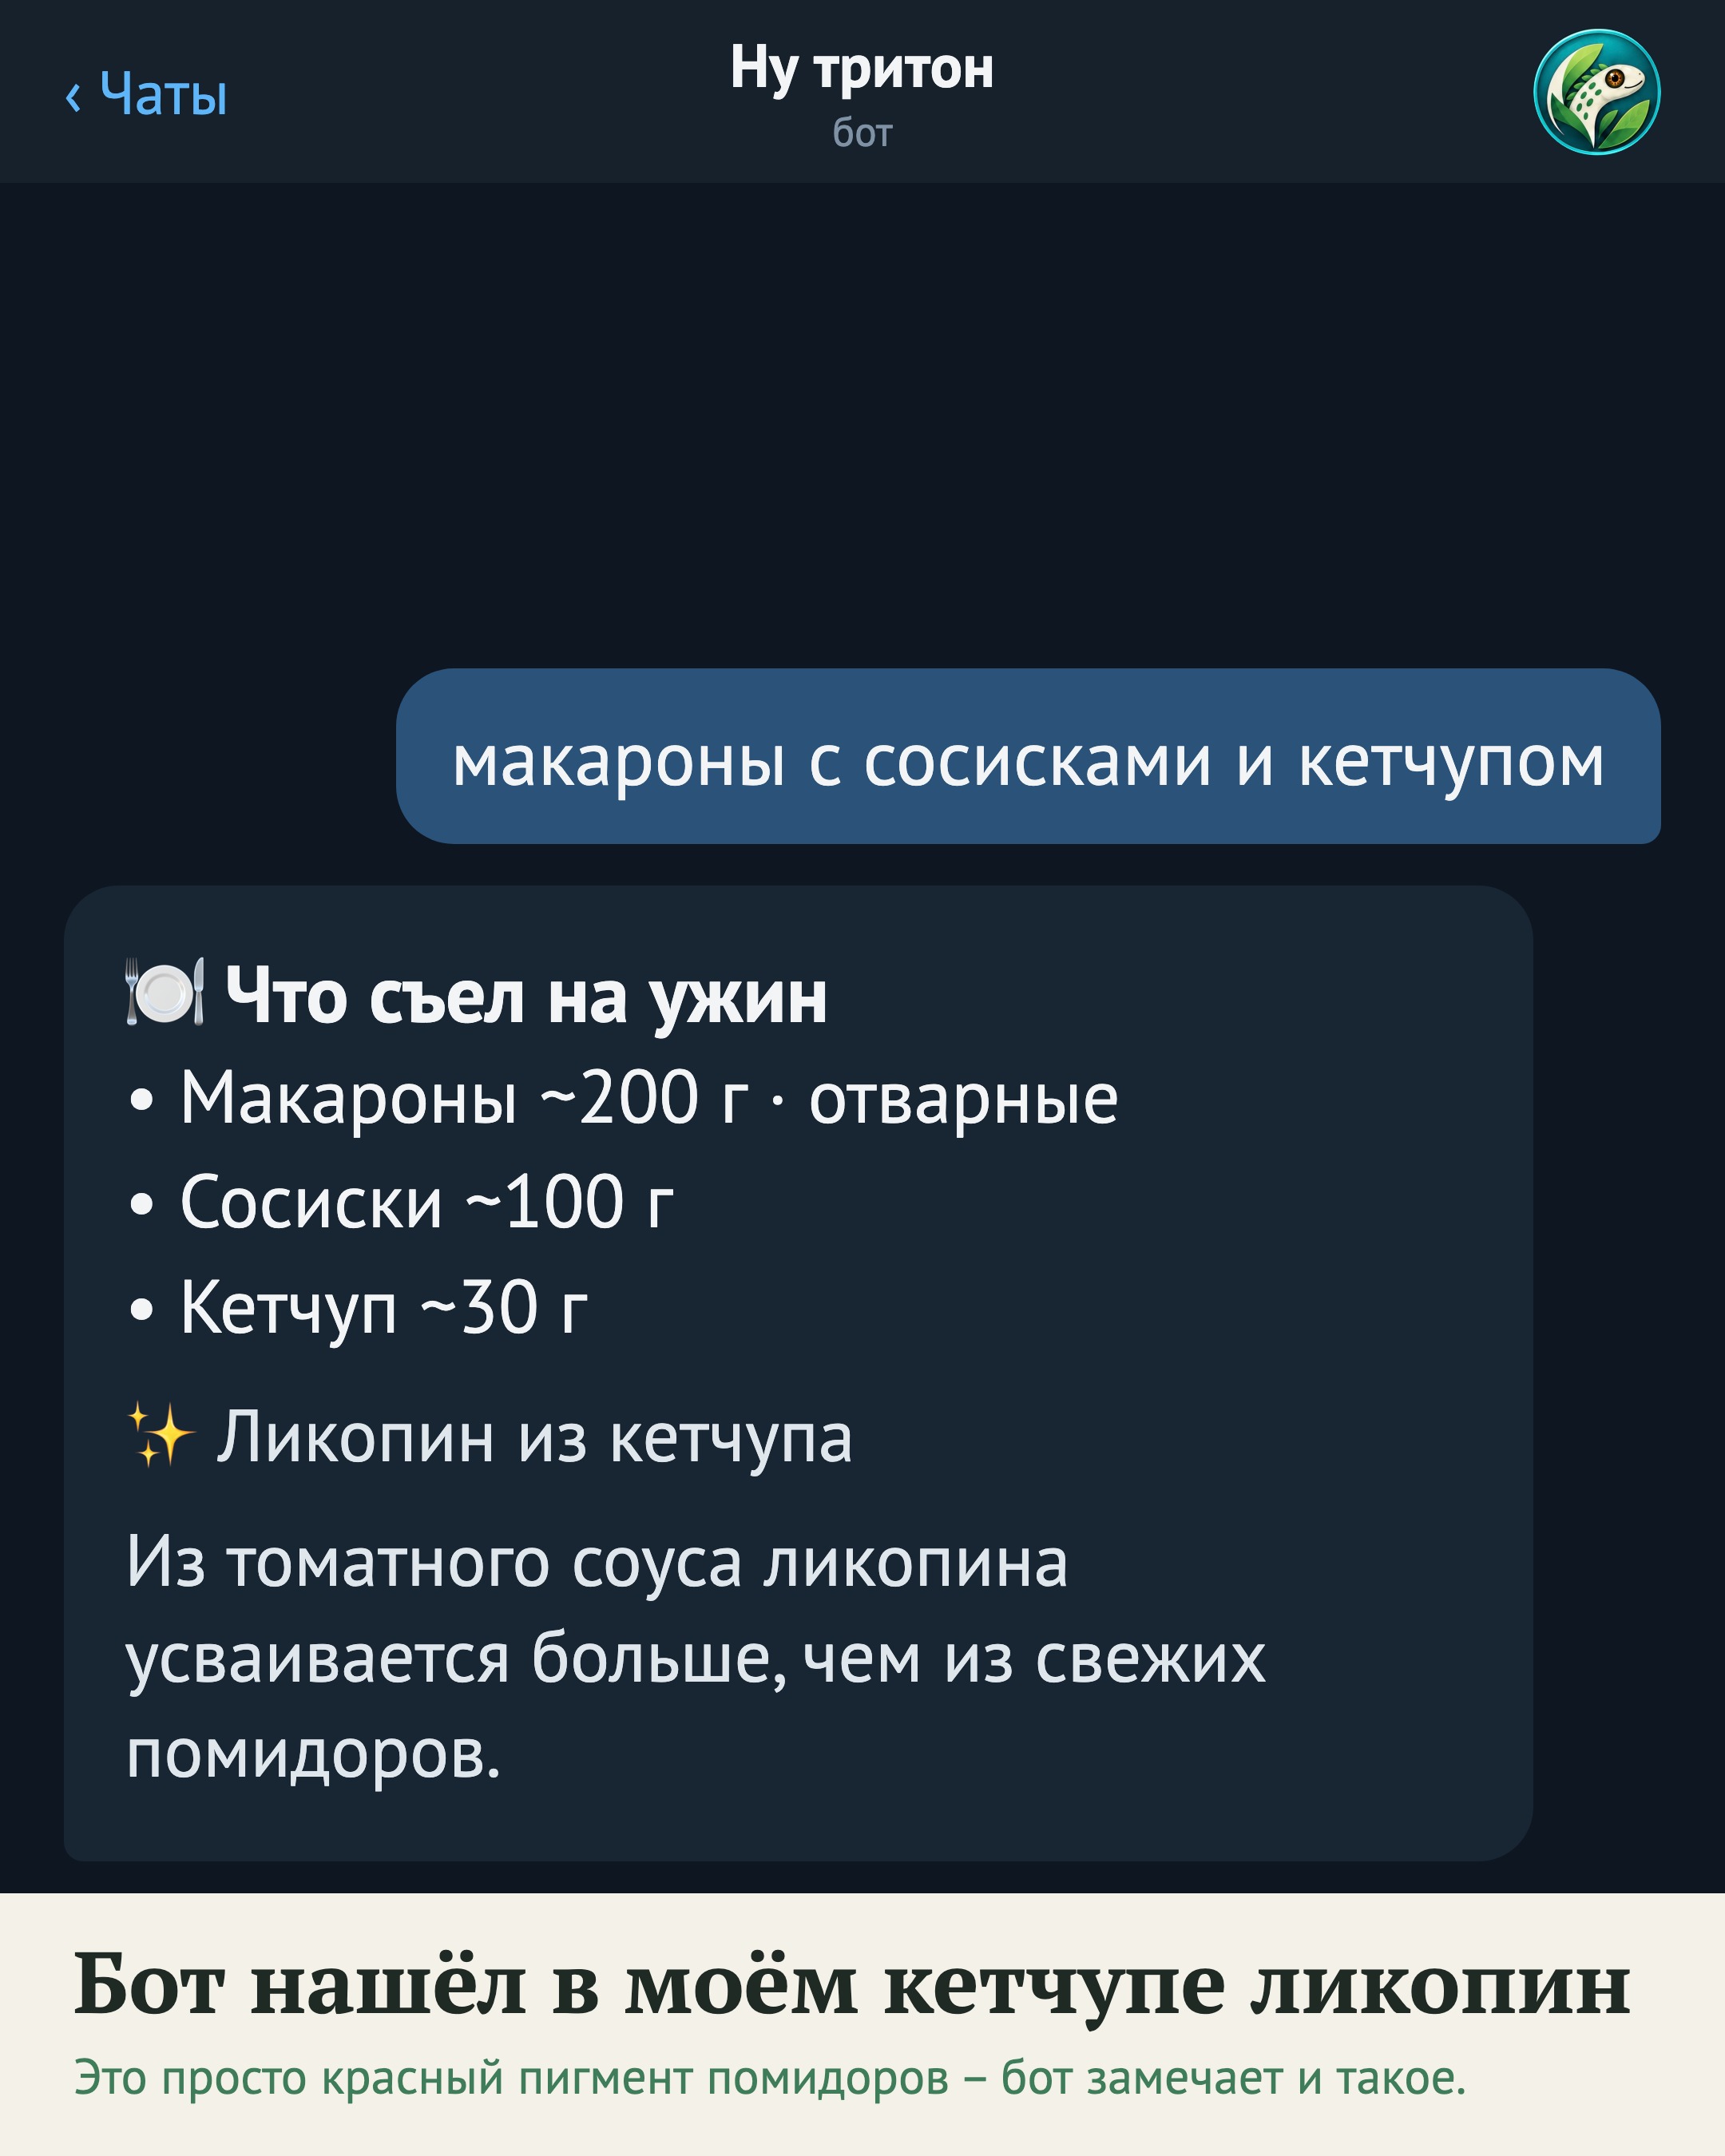 ‹ Чаты
Ну тритон
бот
макароны с сосисками и кетчупом
🍽️ Что съел на ужин
• Макароны ~200 г · отварные
• Сосиски ~100 г
• Кетчуп ~30 г
✨ Ликопин из кетчупа
Из томатного соуса ликопина
усваивается больше, чем из свежих
помидоров.
Бот нашёл в моём кетчупе ликопин
Это просто красный пигмент помидоров – бот замечает и такое.